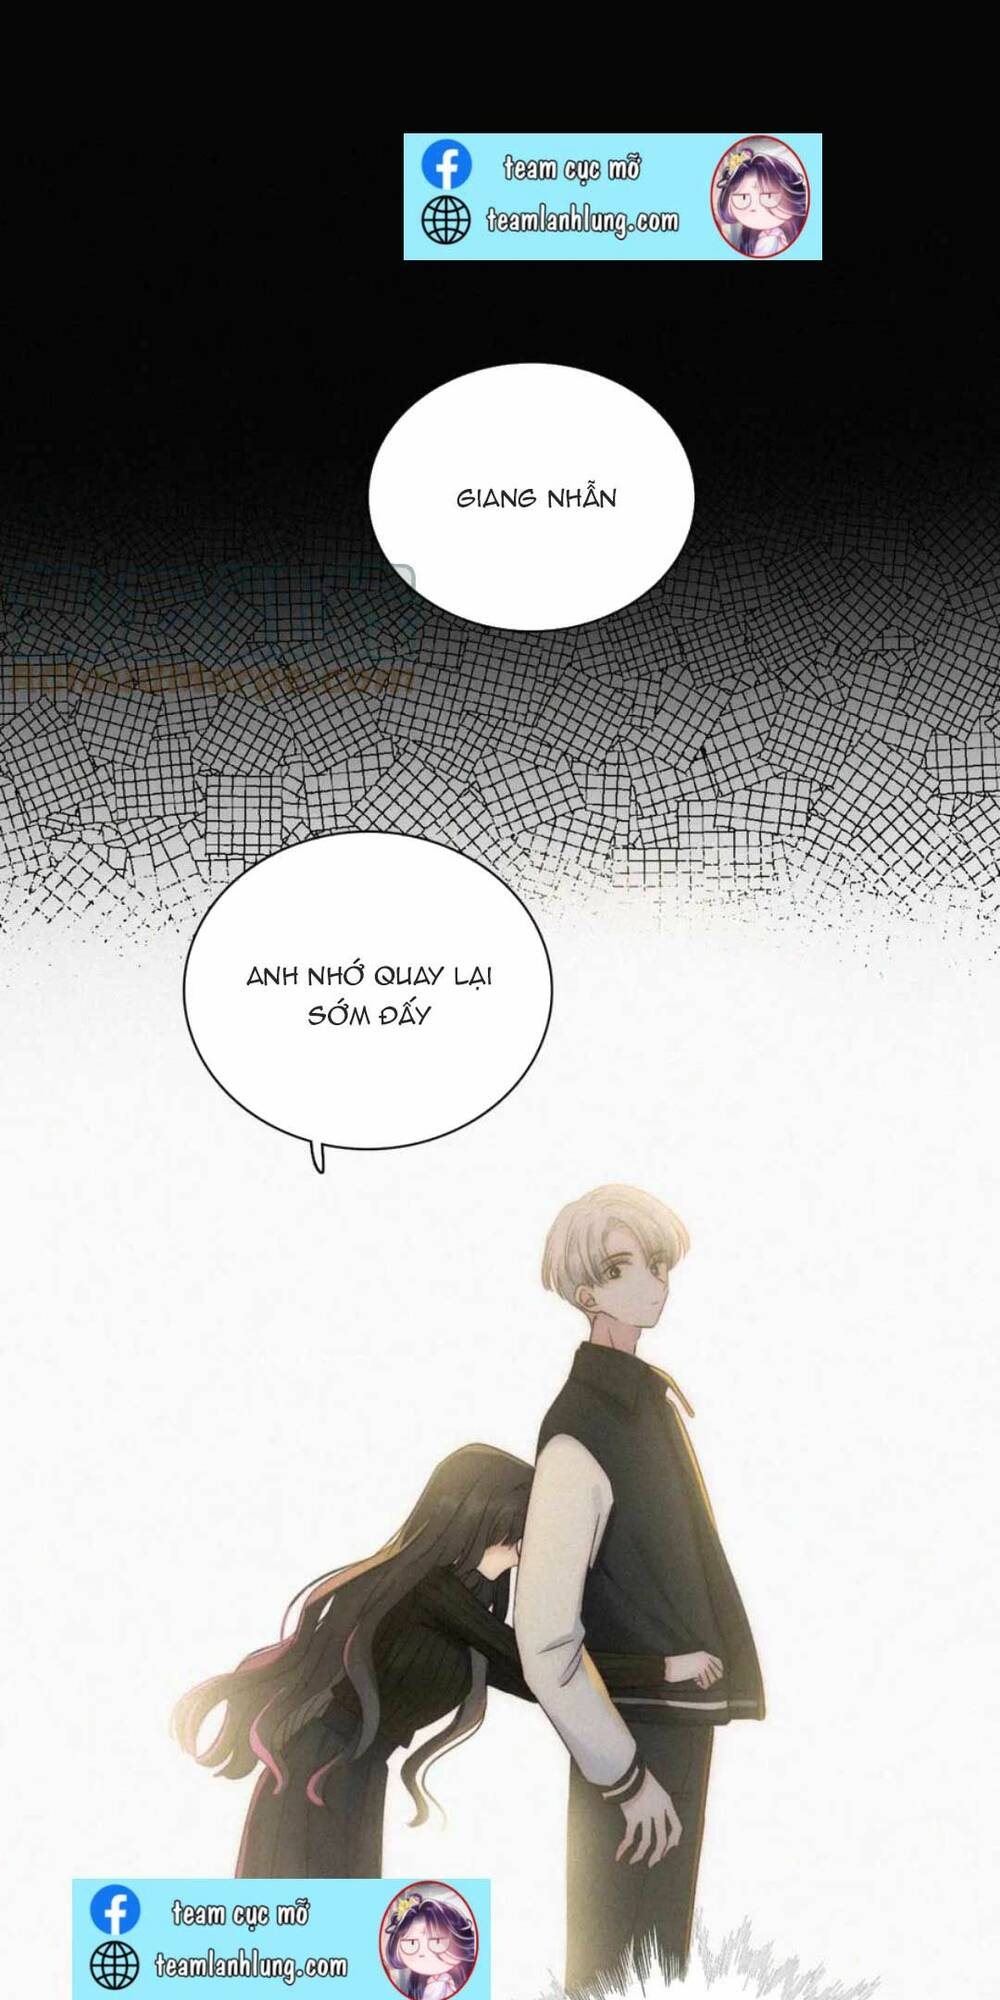 team cục mỡ
teamlanhlung.com
GIANG NHẪN
ANH NHỚ QUAY LẠI
SỚM ĐẤY
team cục mỡ
teamlanhlung.com